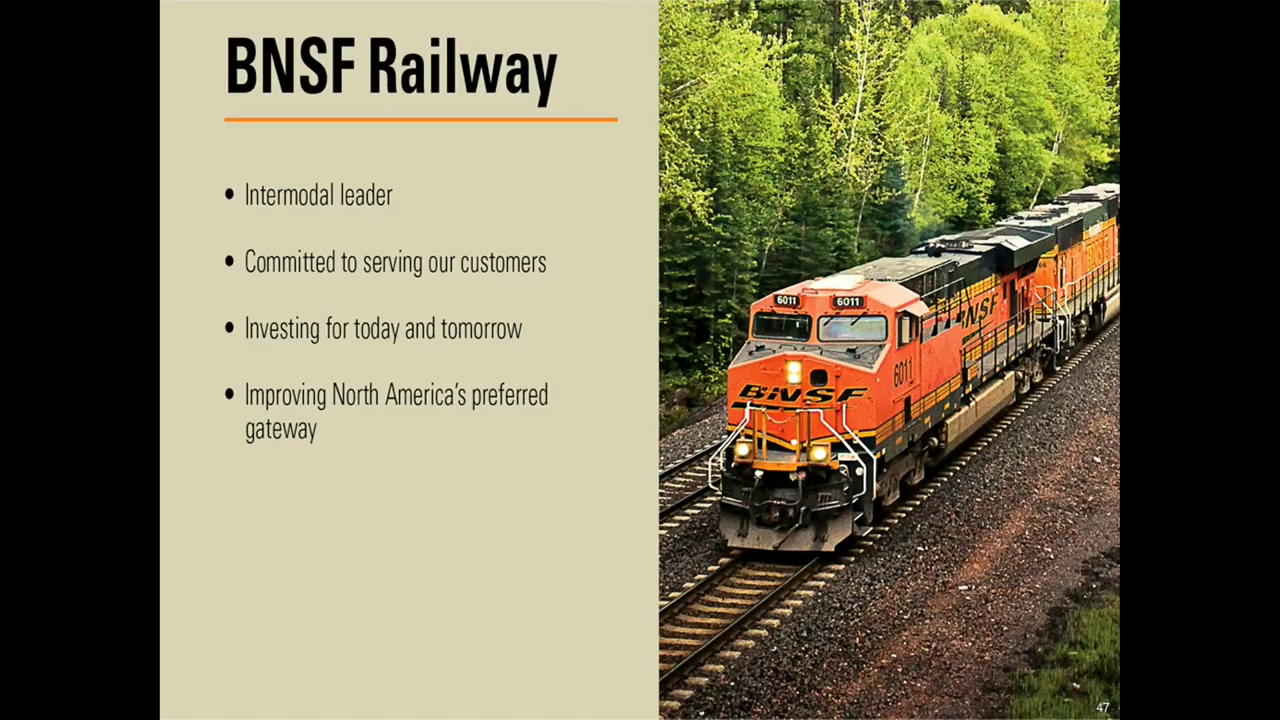 BNSF Railway
• Intermodal leader
• Committed to serving our customers
• Investing for today and tomorrow
• Improving North America's preferred
gateway
6011 6011
6011
BNSF
BNSF
BNSF
47